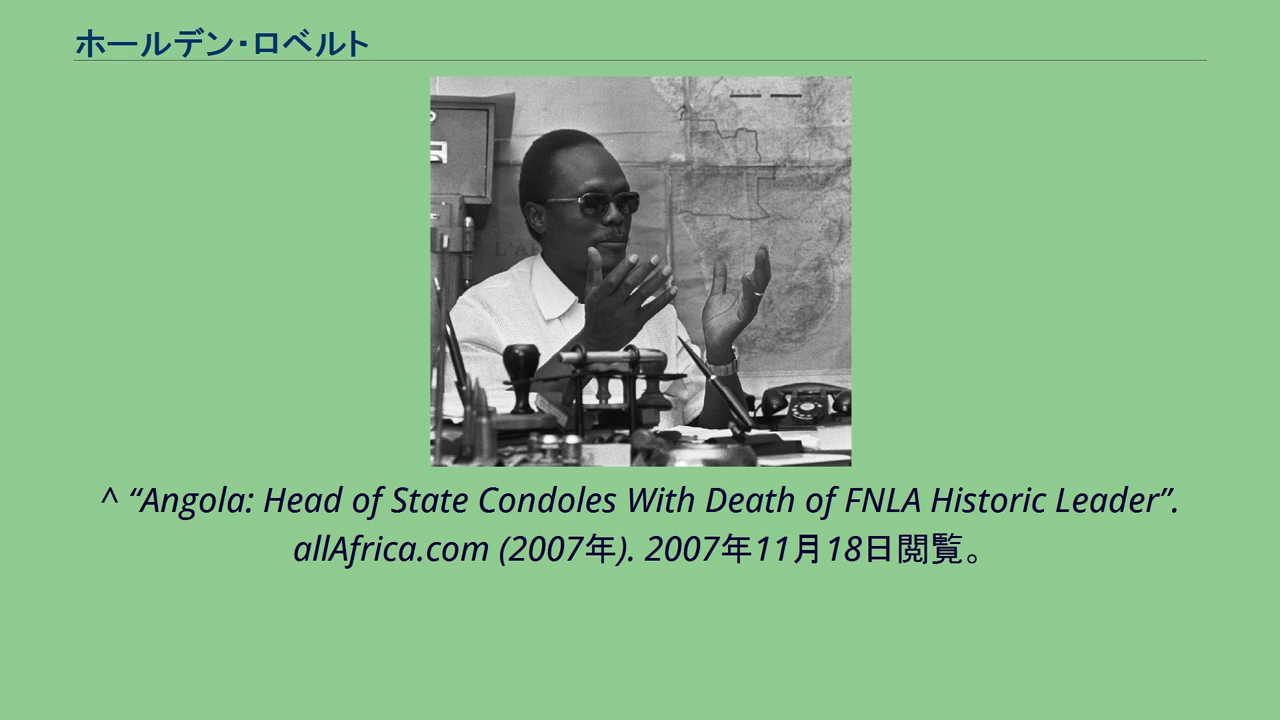 ホールデン・ロベルト
L'A
^ “Angola: Head of State Condoles With Death of FNLA Historic Leader”.
allAfrica.com (2007年). 2007年11月18日閲覧。